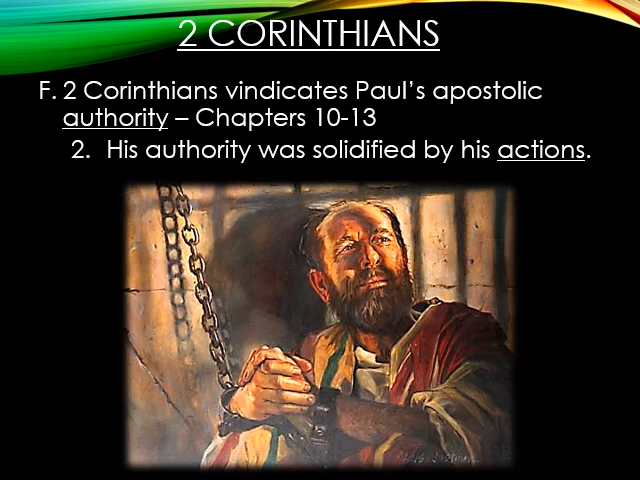 2 CORINTHIANS
F. 2 Corinthians vindicates Paul’s apostolic
authority – Chapters 10-13
2. His authority was solidified by his actions.